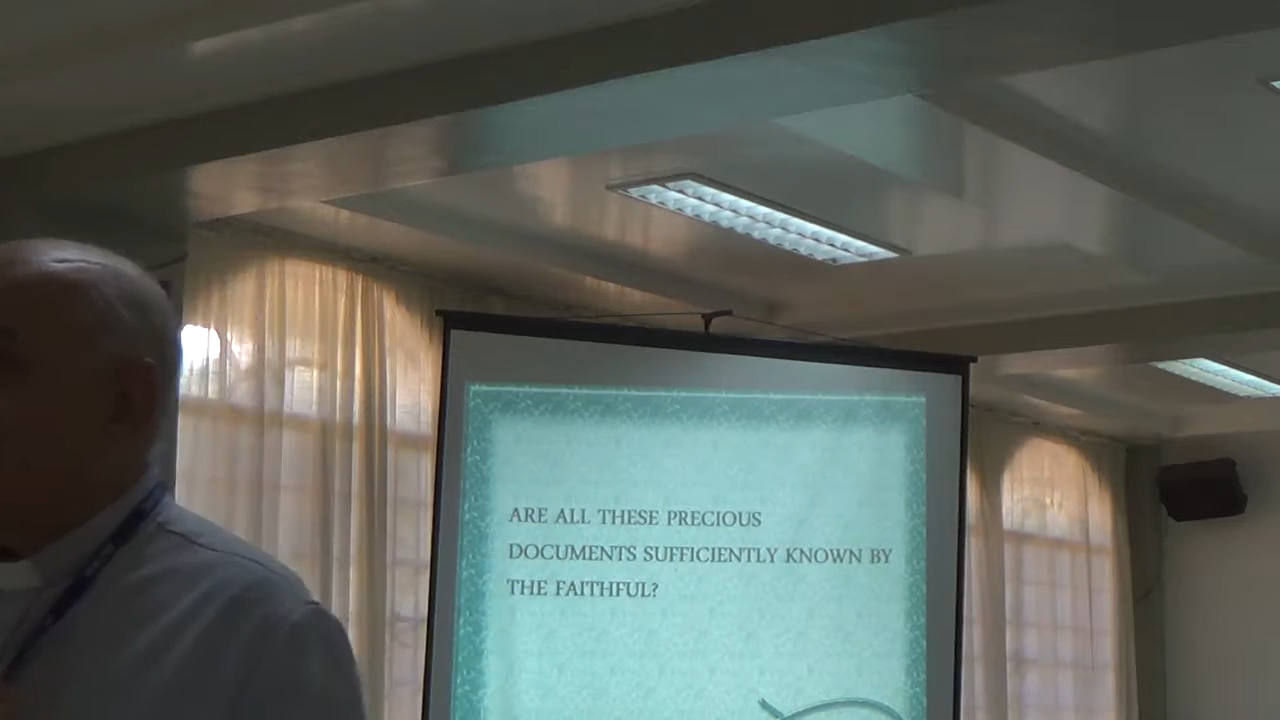 ARE ALL THESE PRECIOUS
DOCUMENTS SUFFICIENTLY KNOWN BY
THE FAITHFUL?